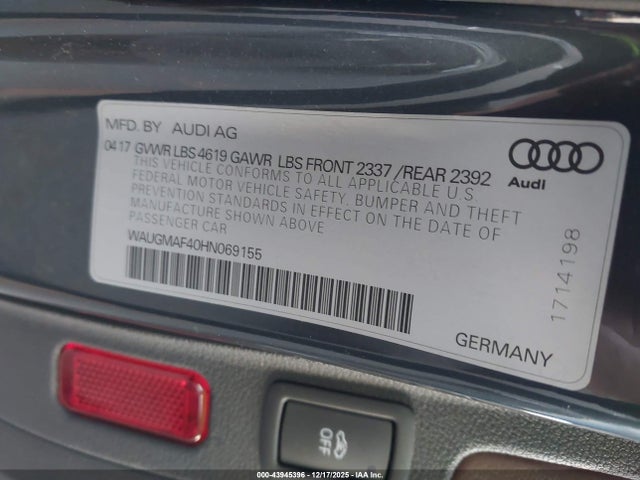 MFD. BY AUDI AG
04 17 GVWR LBS 4619 GAWR LBS FRONT 2337 / REAR 2392
THIS VEHICLE CONFORMS TO ALL APPLICABLE U.S.
FEDERAL MOTOR VEHICLE SAFETY, BUMPER AND THEFT
PREVENTION STANDARDS IN EFFECT ON THE DATE OF
MANUFACTURE SHOWN ABOVE
PASSENGER CAR
WAUGMAF40HN069155
Audi
1714198
GERMANY
OFF
000-43945396 | 12/17/2025 | IAA Inc.